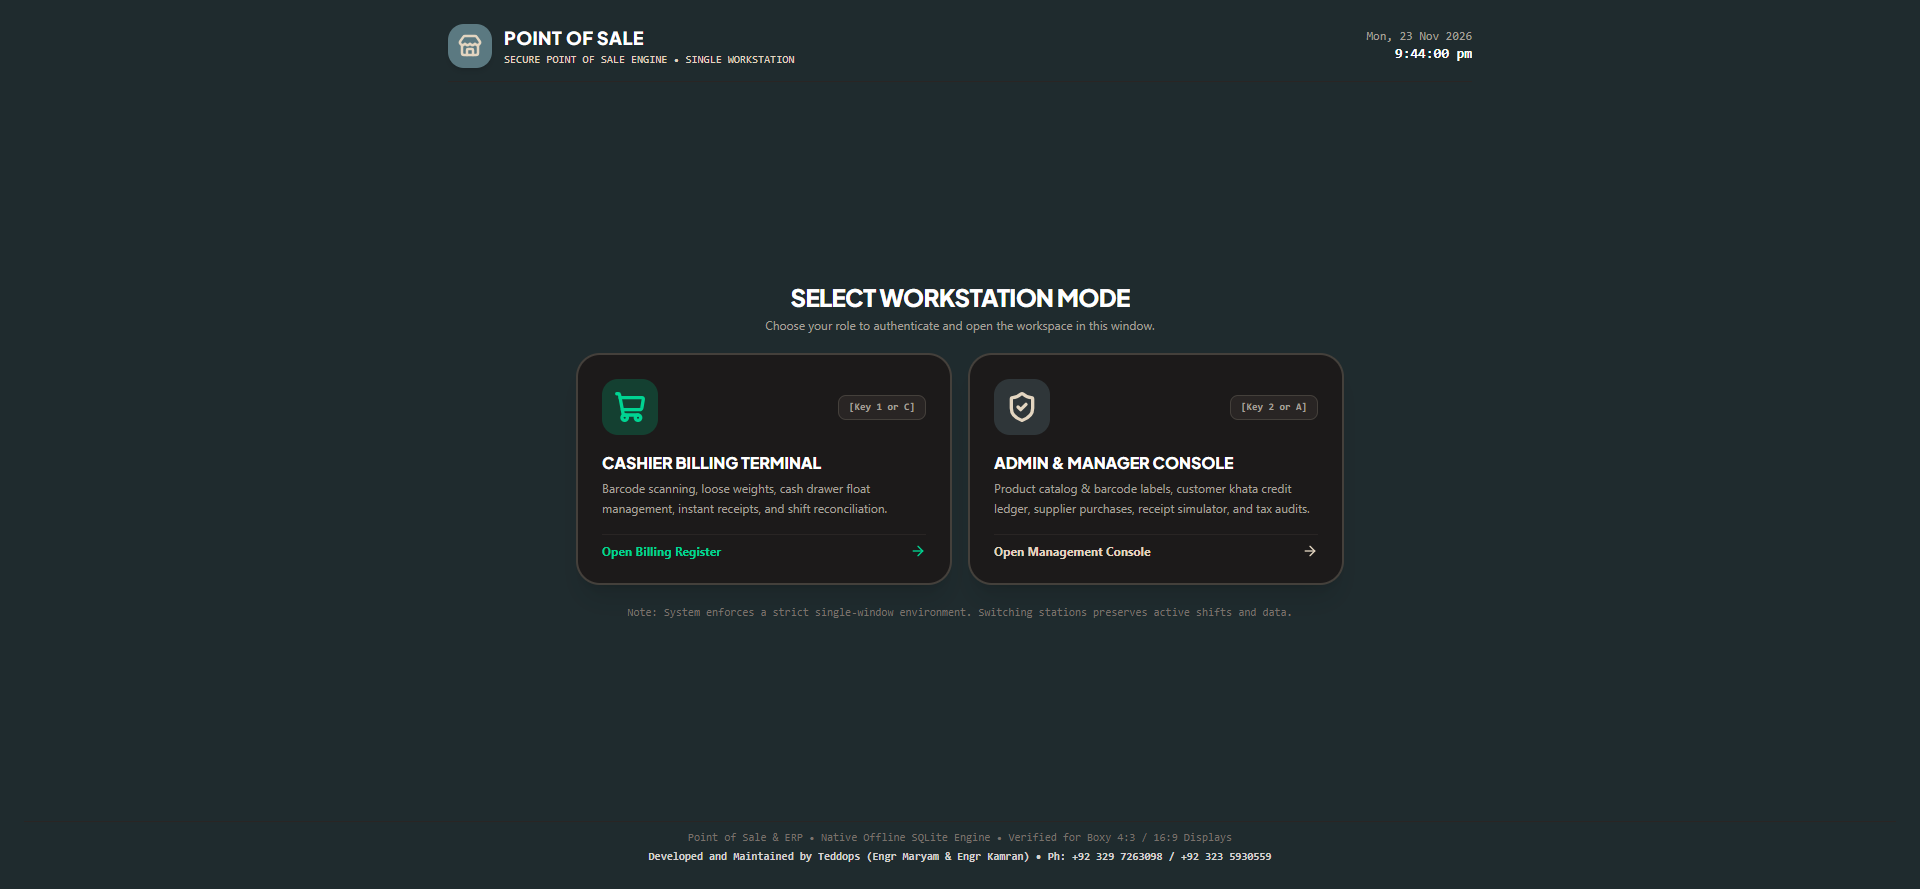 POINT OF SALE
SECURE POINT OF SALE ENGINE • SINGLE WORKSTATION
Mon, 23 Nov 2026
9:44:00 pm
SELECT WORKSTATION MODE
Choose your role to authenticate and open the workspace in this window.
[Key 1 or C]
CASHIER BILLING TERMINAL
Barcode scanning, loose weights, cash drawer float
management, instant receipts, and shift reconciliation.
Open Billing Register
[Key 2 or A]
ADMIN & MANAGER CONSOLE
Product catalog & barcode labels, customer khata credit
ledger, supplier purchases, receipt simulator, and tax audits.
Open Management Console
Note: System enforces a strict single-window environment. Switching stations preserves active shifts and data.
Point of Sale & ERP • Native Offline SQLite Engine • Verified for Boxy 4:3 / 16:9 Displays
Developed and Maintained by Teddops (Engr Maryam & Engr Kamran) • Ph: +92 329 7263098 / +92 323 5930559